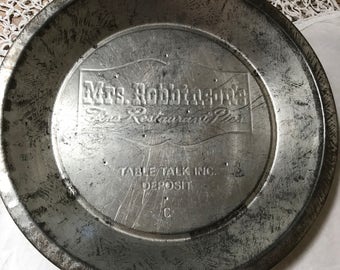 Mrs. Robbinson's
Fine Restaurant Pies
TABLE TALK INC.
DEPOSIT
C